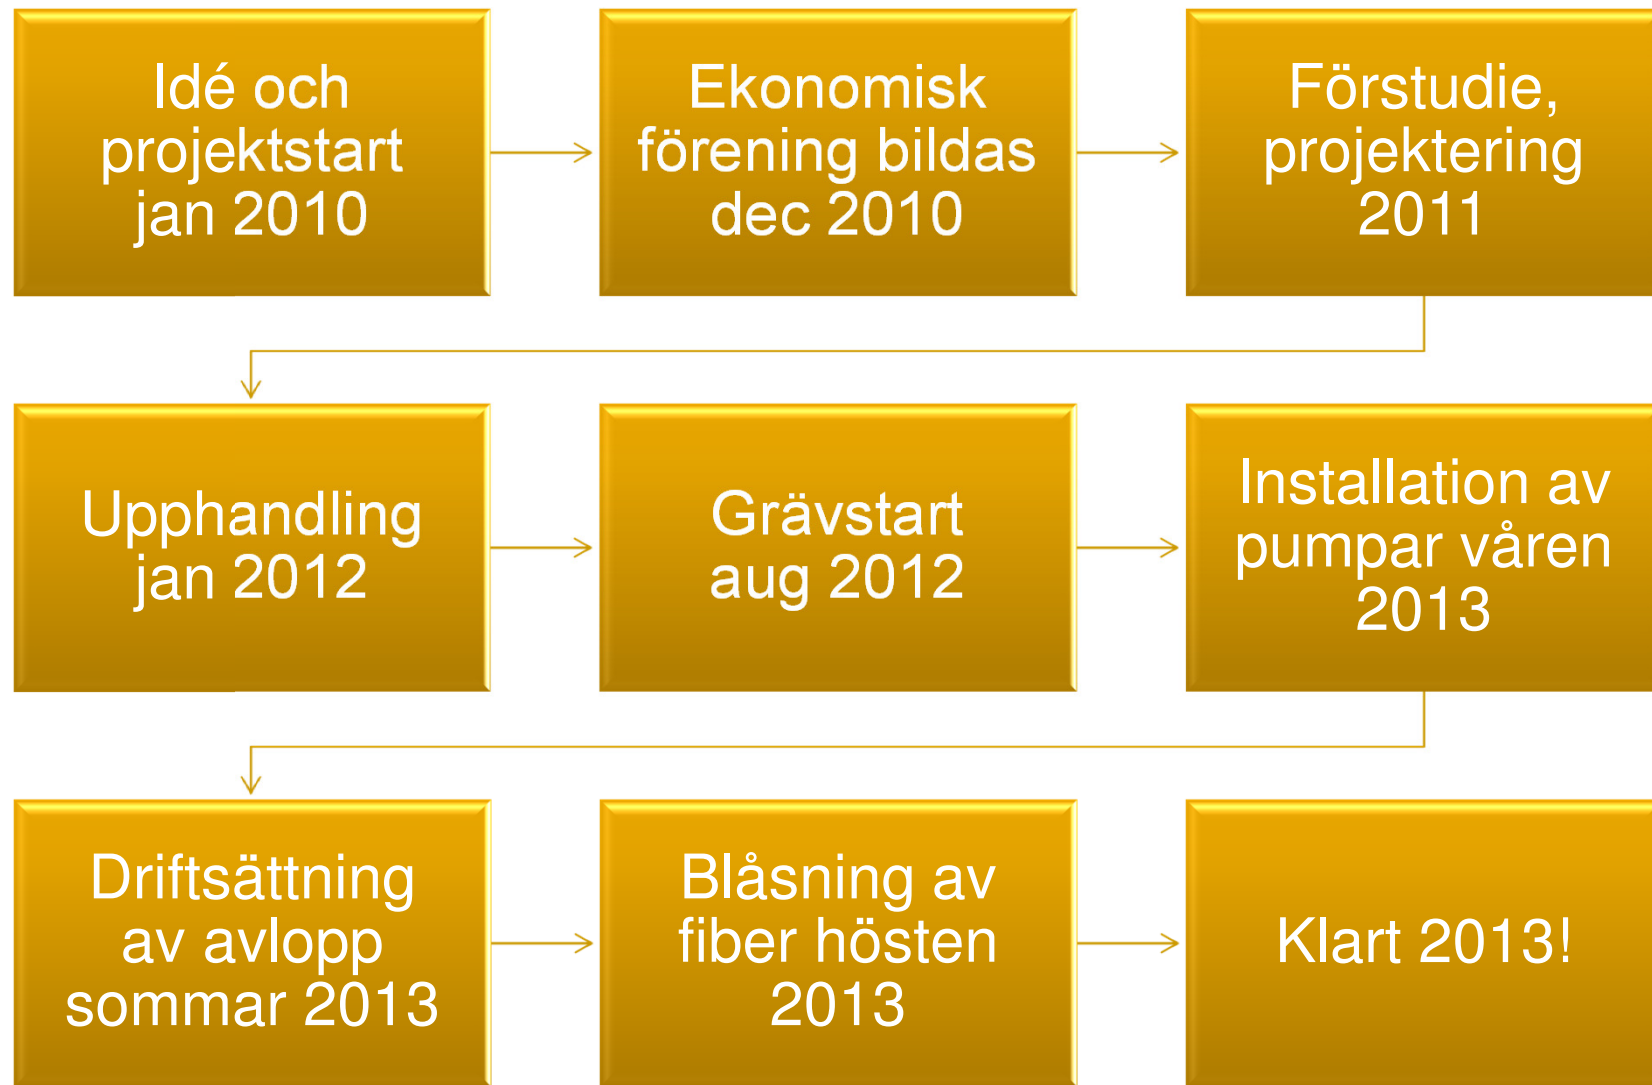 Idé och
projektstart
jan 2010
Ekonomisk
förening bildas
dec 2010
Förstudie,
projektering
2011
Upphandling
jan 2012
Grävstart
aug 2012
Installation av
pumpar våren
2013
Driftsättning
av avlopp
sommar 2013
Blåsning av
fiber hösten
2013
Klart 2013!